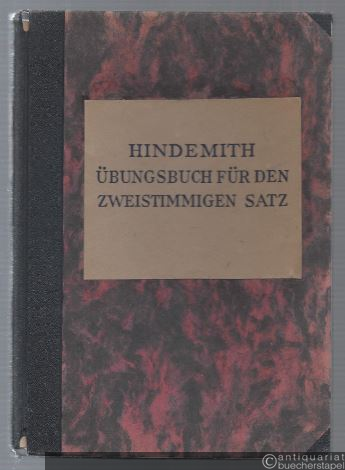 HINDEMITH
ÜBUNGSBUCH FÜR DEN
ZWEISTIMMIGEN SATZ
©antiquariat
buecherstapel